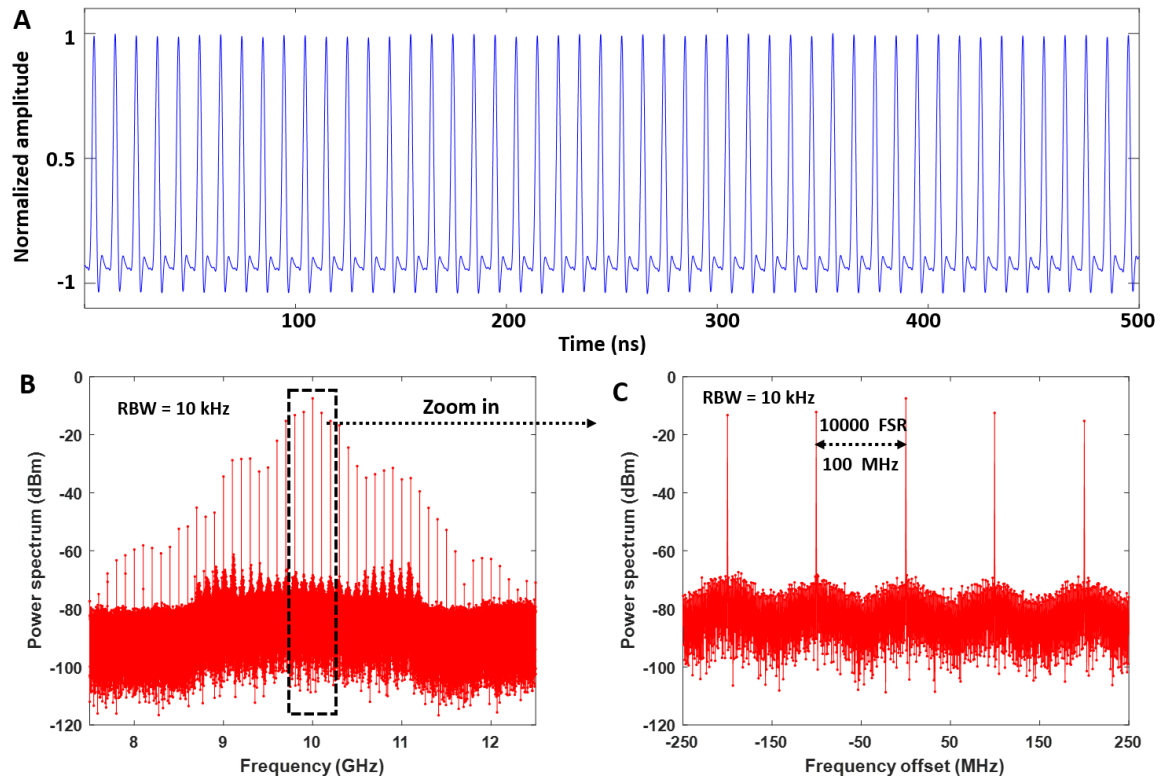 A
Normalized amplitude
1
0.5
-1
100
200
300
400
500
Time (ns)
B
RBW = 10 kHz
Zoom in
Power spectrum (dBm)
0
-20
-40
-60
-80
-100
-120
8
9
10
11
12
Frequency (GHz)
C
RBW = 10 kHz
10000 FSR
100 MHz
Power spectrum (dBm)
0
-20
-40
-60
-80
-100
-120
-250
-150
-50
50
150
250
Frequency offset (MHz)